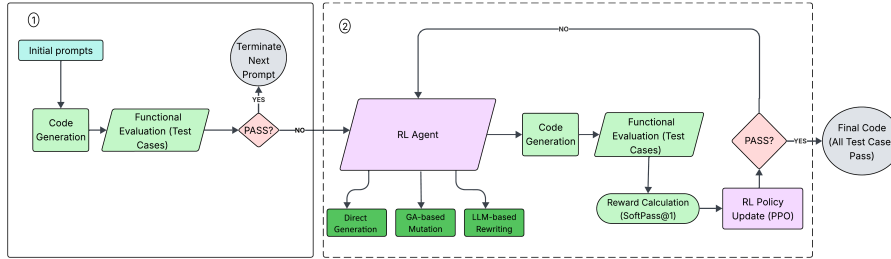 1
Initial prompts
Code
Generation
Functional
Evaluation (Test
Cases)
PASS?
YES
Terminate
Next
Prompt
NO
2
NO
RL Agent
Direct
Generation
GA-based
Mutation
LLM-based
Rewriting
Code
Generation
Functional
Evaluation (Test
Cases)
Reward Calculation
(SoftPass@1)
RL Policy
Update (PPO)
PASS?
YES
Final Code
(All Test Case
Pass)